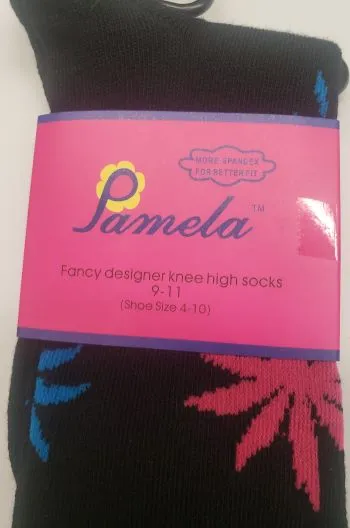 MORE SPANDEX
FOR BETTER FIT
Pamela™
Fancy designer knee high socks
9-11
(Shoe Size 4-10)